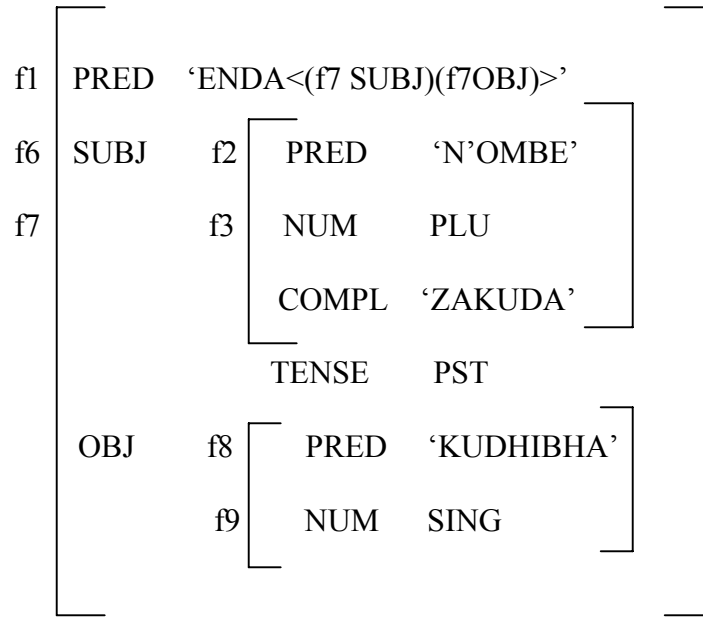 f1 PRED ‘ENDA<(f7 SUBJ)(f7OBJ)>’
f6 SUBJ f2 PRED ‘N’OMBE’
f7 f3 NUM PLU
COMPL ‘ZAKUDA’
TENSE PST
OBJ f8 PRED ‘KUDHIBHA’
f9 NUM SING